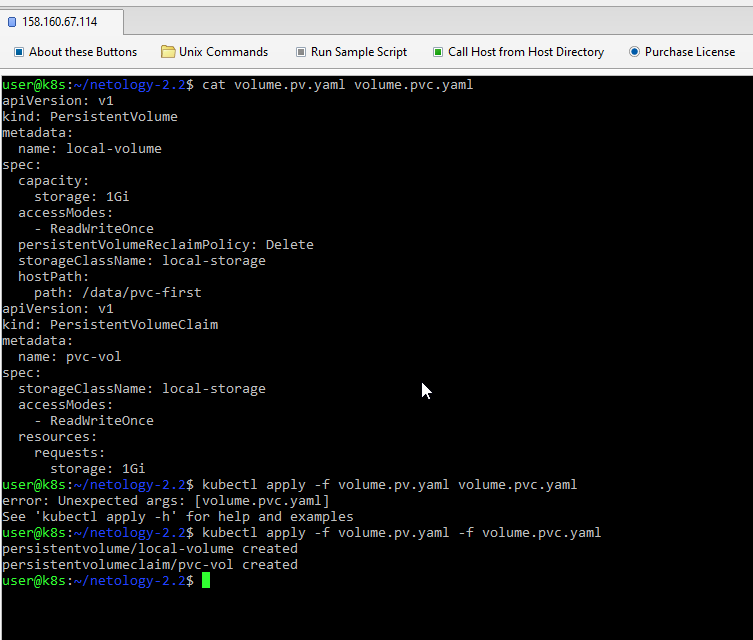 158.160.67.114
About these Buttons Unix Commands Run Sample Script Call Host from Host Directory Purchase License
user@k8s:~/netology-2.2$ cat volume.pv.yaml volume.pvc.yaml
apiVersion: v1
kind: PersistentVolume
metadata:
  name: local-volume
spec:
  capacity:
    storage: 1Gi
  accessModes:
    - ReadWriteOnce
  persistentVolumeReclaimPolicy: Delete
  storageClassName: local-storage
  hostPath:
    path: /data/pvc-first
apiVersion: v1
kind: PersistentVolumeClaim
metadata:
  name: pvc-vol
spec:
  storageClassName: local-storage
  accessModes:
    - ReadWriteOnce
  resources:
    requests:
      storage: 1Gi
user@k8s:~/netology-2.2$ kubectl apply -f volume.pv.yaml volume.pvc.yaml
error: Unexpected args: [volume.pvc.yaml]
See 'kubectl apply -h' for help and examples
user@k8s:~/netology-2.2$ kubectl apply -f volume.pv.yaml -f volume.pvc.yaml
persistentvolume/local-volume created
persistentvolumeclaim/pvc-vol created
user@k8s:~/netology-2.2$